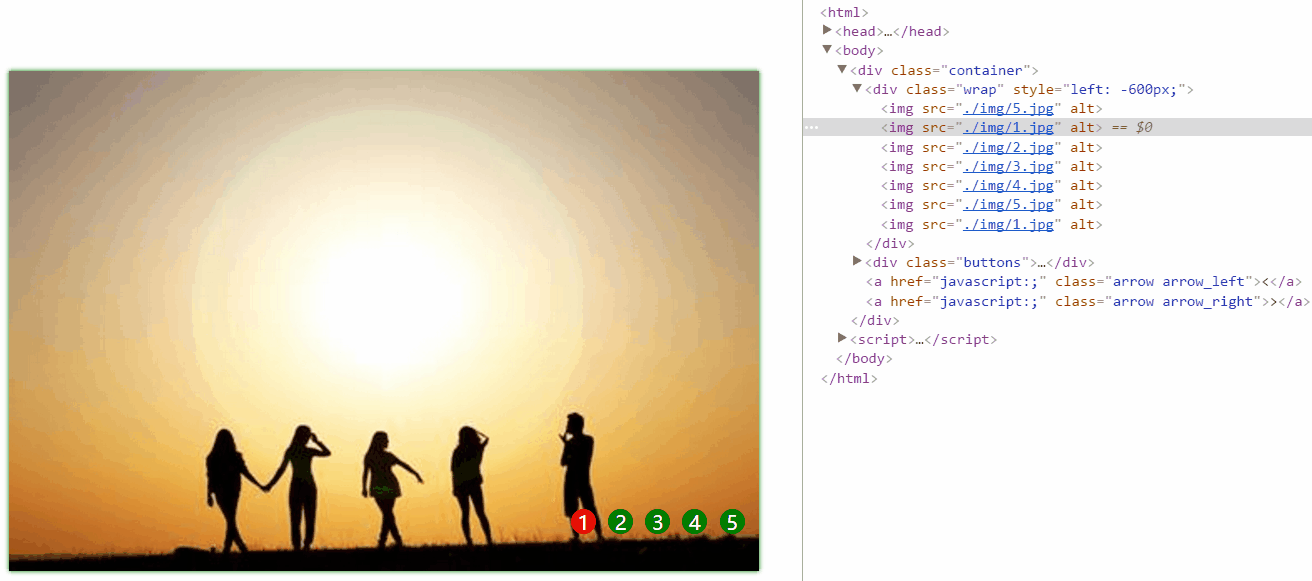 1 2 3 4 5
<html>
<head>…</head>
<body>
<div class="container">
<div class="wrap" style="left: -600px;">
<img src="./img/5.jpg" alt>
<img src="./img/1.jpg" alt> == $0
<img src="./img/2.jpg" alt>
<img src="./img/3.jpg" alt>
<img src="./img/4.jpg" alt>
<img src="./img/5.jpg" alt>
<img src="./img/1.jpg" alt>
</div>
<div class="buttons">…</div>
<a href="javascript:;" class="arrow arrow_left"><</a>
<a href="javascript:;" class="arrow arrow_right">></a>
</div>
<script>…</script>
</body>
</html>